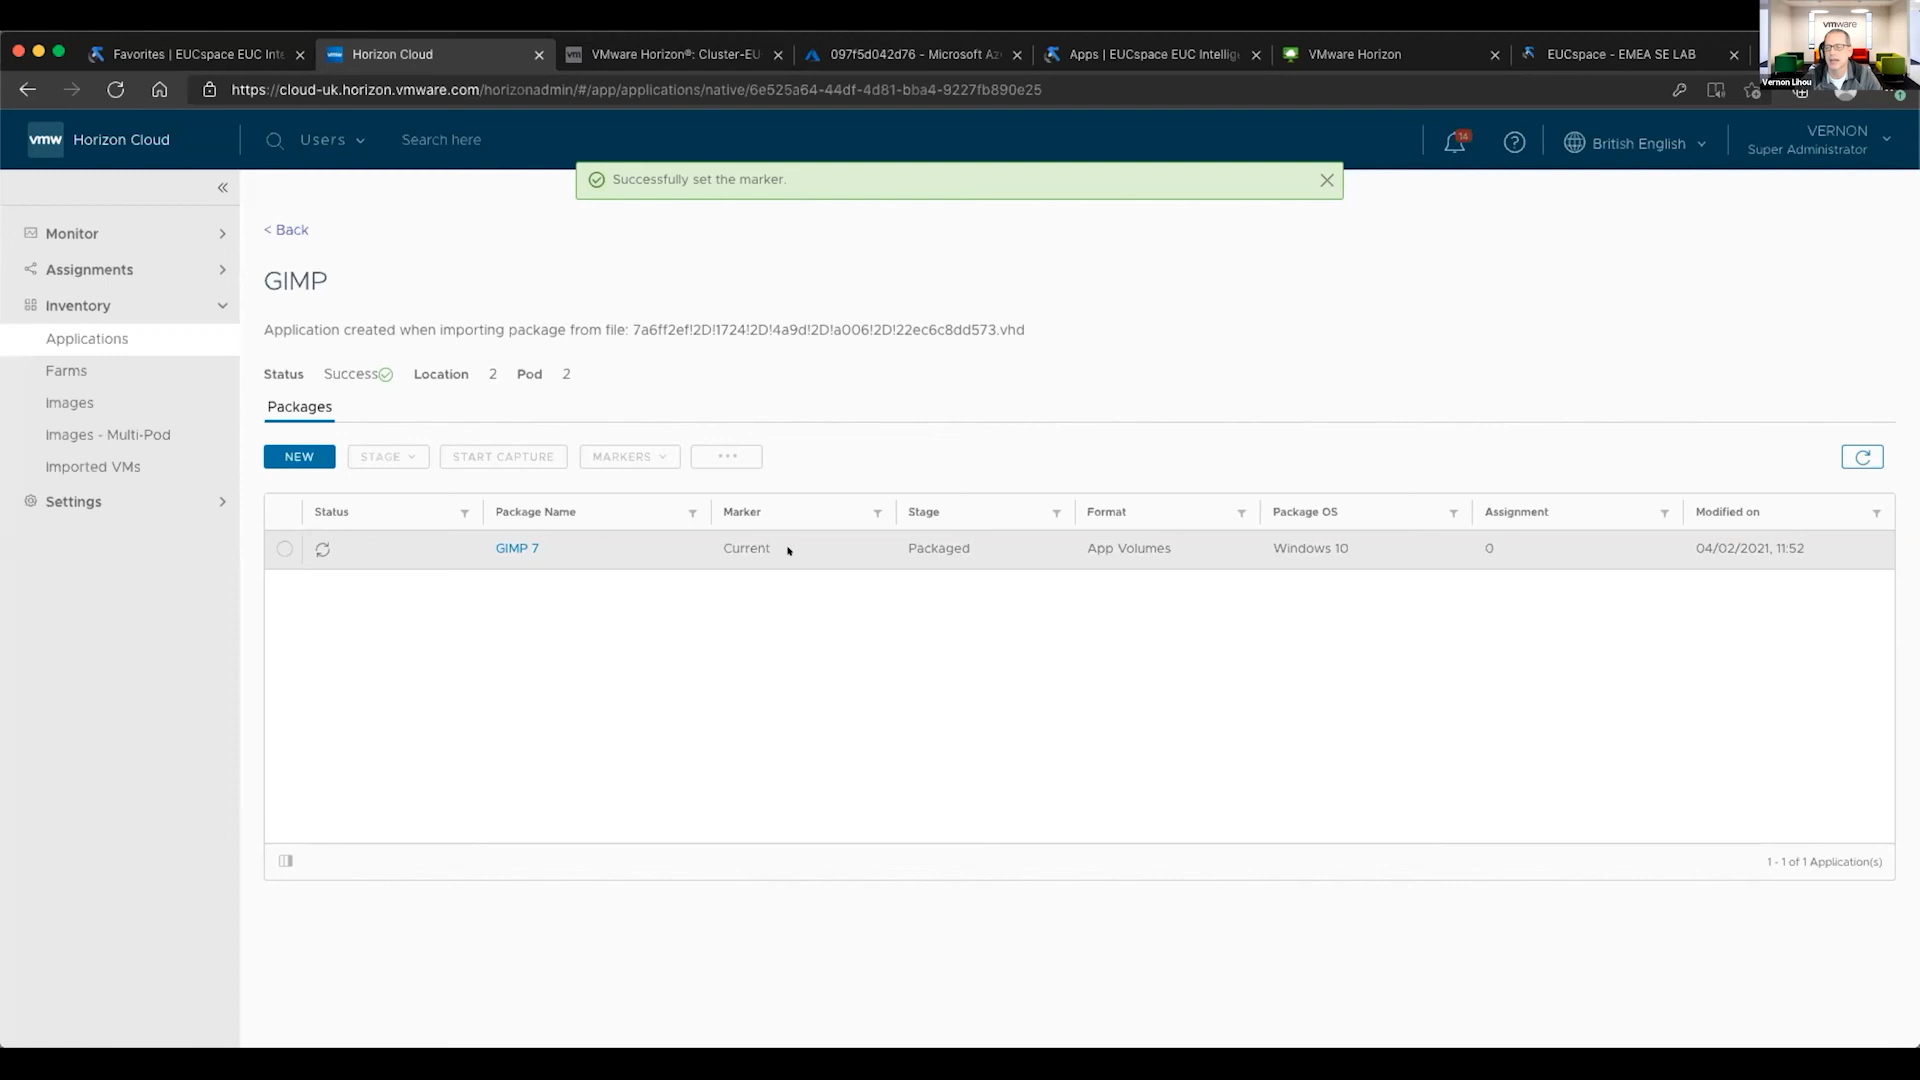 vmware
Vernon Lihou
Favorites | EUCspace EUC Inte
Horizon Cloud
VMware Horizon®: Cluster-EU
097f5d042d76 - Microsoft Az
Apps | EUCspace EUC Intellig
VMware Horizon
EUCspace - EMEA SE LAB
https://cloud-uk.horizon.vmware.com/horizonadmin/#/app/applications/native/6e525a64-44df-4d81-bba4-9227fb890e25
vmw Horizon Cloud
Users
Search here
14
British English
VERNON
Super Administrator
Successfully set the marker.
Monitor
Assignments
Inventory
Applications
Farms
Images
Images - Multi-Pod
Imported VMs
Settings
< Back
GIMP
Application created when importing package from file: 7a6ff2ef!2D!1724!2D!4a9d!2D!a006!2D!22ec6c8dd573.vhd
Status Success Location 2 Pod 2
Packages
NEW STAGE START CAPTURE MARKERS ...
Status Package Name Marker Stage Format Package OS Assignment Modified on
GIMP 7 Current Packaged App Volumes Windows 10 0 04/02/2021, 11:52
1 - 1 of 1 Application(s)